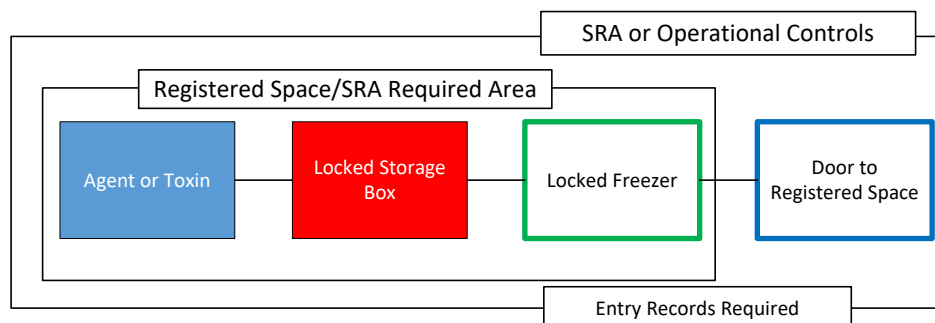 SRA or Operational Controls
Registered Space/SRA Required Area
Agent or Toxin
Locked Storage
Box
Locked Freezer
Door to
Registered Space
Entry Records Required